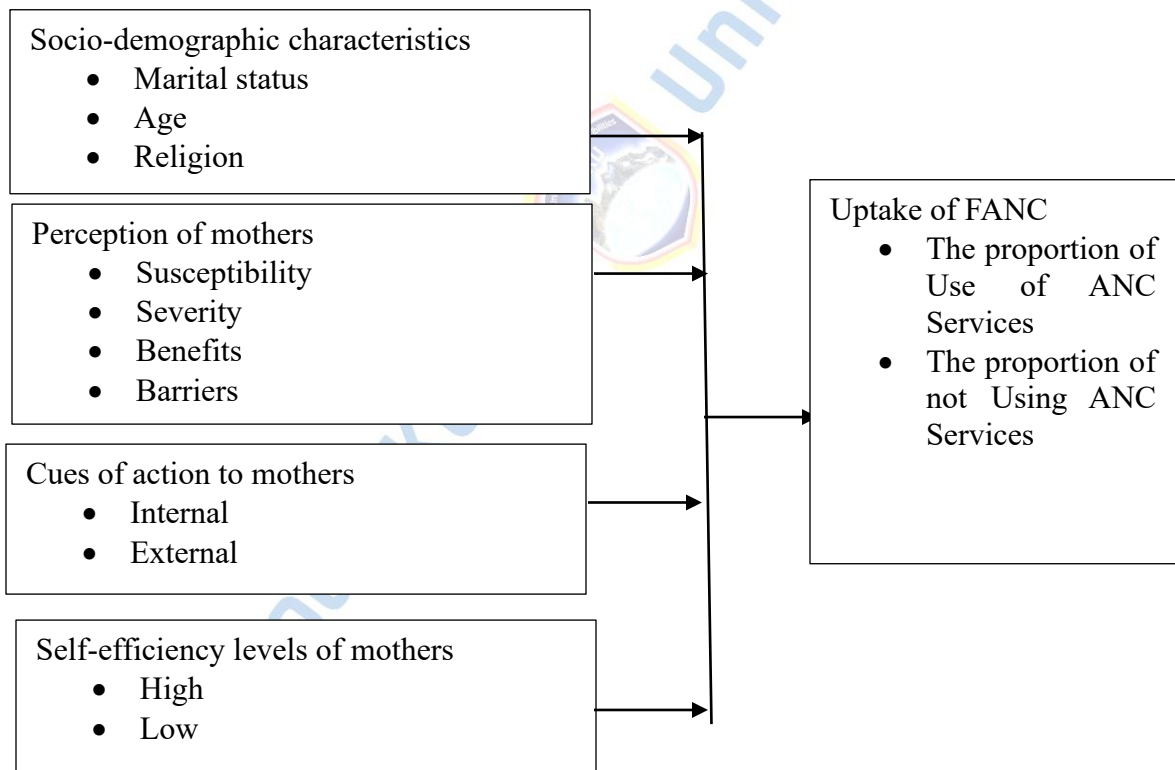 Socio-demographic characteristics
• Marital status
• Age
• Religion
Perception of mothers
• Susceptibility
• Severity
• Benefits
• Barriers
Cues of action to mothers
• Internal
• External
Self-efficiency levels of mothers
• High
• Low
Uptake of FANC
• The proportion of
Use of ANC
Services
• The proportion of
not Using ANC
Services